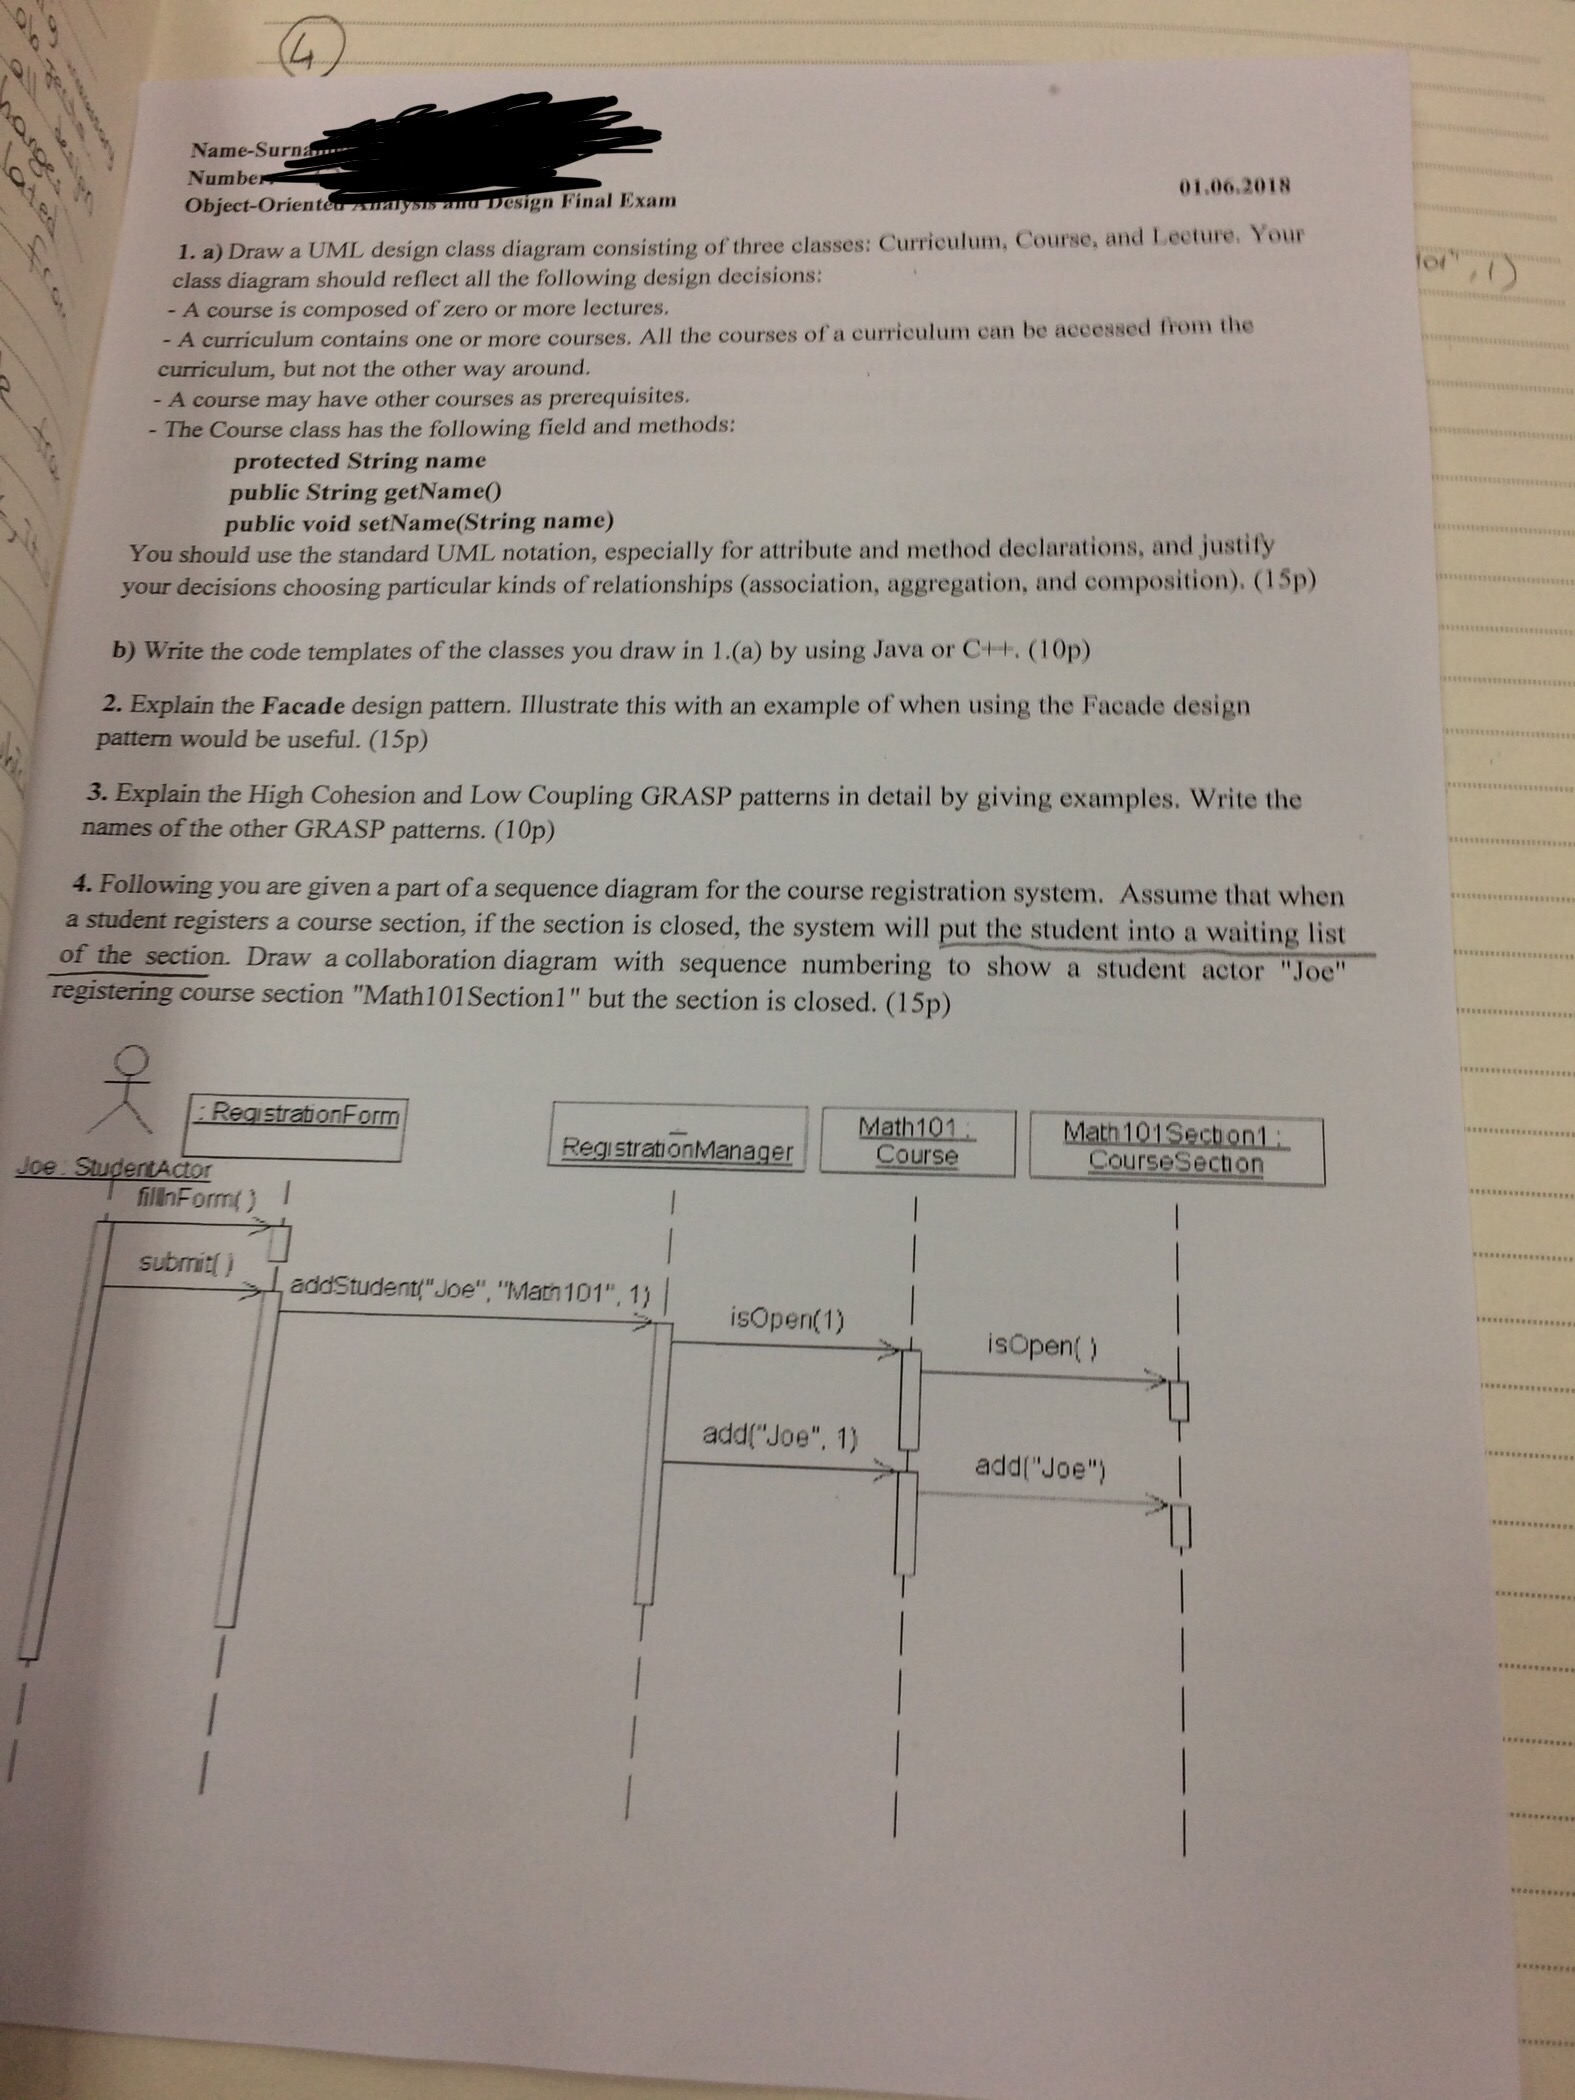 4
Name-Surname
Number:
01.06.2018
Object-Oriented Analysis and Design Final Exam
1. a) Draw a UML design class diagram consisting of three classes: Curriculum, Course, and Lecture. Your
class diagram should reflect all the following design decisions:
- A course is composed of zero or more lectures.
- A curriculum contains one or more courses. All the courses of a curriculum can be accessed from the
curriculum, but not the other way around.
- A course may have other courses as prerequisites.
- The Course class has the following field and methods:
protected String name
public String getName()
public void setName(String name)
You should use the standard UML notation, especially for attribute and method declarations, and justify
your decisions choosing particular kinds of relationships (association, aggregation, and composition). (15p)
b) Write the code templates of the classes you draw in 1.(a) by using Java or C++. (10p)
2. Explain the Facade design pattern. Illustrate this with an example of when using the Facade design
pattern would be useful. (15p)
3. Explain the High Cohesion and Low Coupling GRASP patterns in detail by giving examples. Write the
names of the other GRASP patterns. (10p)
4. Following you are given a part of a sequence diagram for the course registration system. Assume that when
a student registers a course section, if the section is closed, the system will put the student into a waiting list
of the section. Draw a collaboration diagram with sequence numbering to show a student actor "Joe"
registering course section "Math101Section1" but the section is closed. (15p)
: RegistrationForm
RegistrationManager
Math101 :
Course
Math101Section1 :
CourseSection
Joe : StudentActor
fillInForm( )
submit( )
addStudent("Joe", "Math101", 1)
isOpen(1)
isOpen( )
add("Joe", 1)
add("Joe")